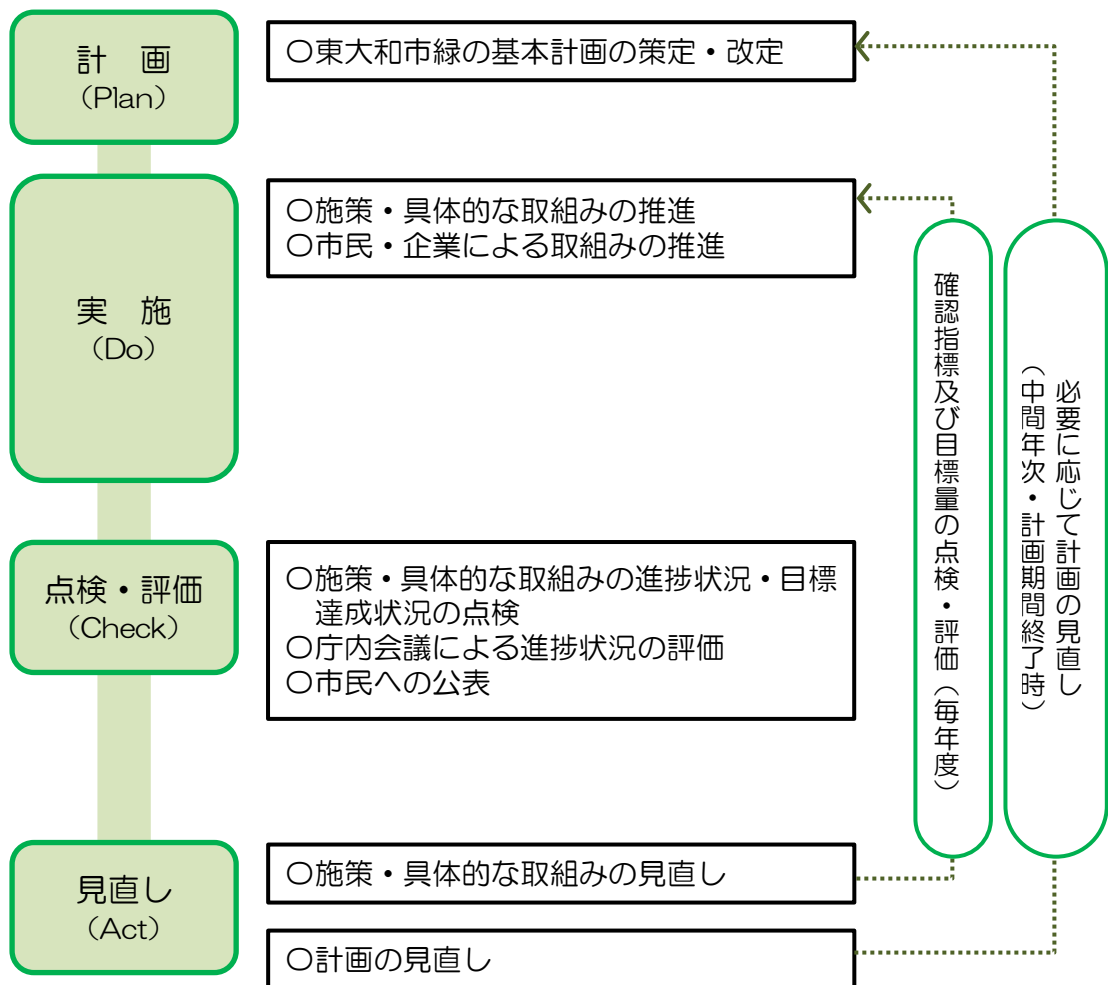 計　画
（Plan）
〇東大和市緑の基本計画の策定・改定
実　施
（Do）
〇施策・具体的な取組みの推進
〇市民・企業による取組みの推進
点検・評価
（Check）
〇施策・具体的な取組みの進捗状況・目標
達成状況の点検
〇庁内会議による進捗状況の評価
〇市民への公表
見直し
（Act）
〇施策・具体的な取組みの見直し
〇計画の見直し
確認指標及び目標量の点検・評価（毎年度）
必要に応じて計画の見直し
（中間年次・計画期間終了時）